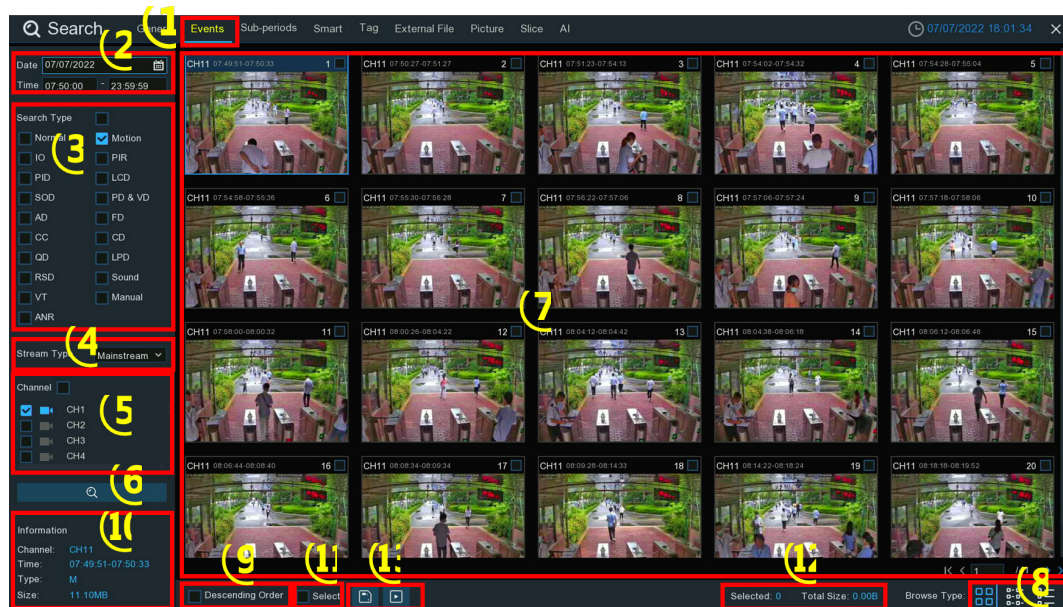 Search General Events Sub-periods Smart Tag External File Picture Slice AI 07/07/2022 18:01:34
(1
(2
Date 07/07/2022
Time 07:50:00 - 23:59:59
(3
Search Type
Normal Motion
IO PIR
PID LCD
SOD PD & VD
AD FD
CC CD
QD LPD
RSD Sound
VT Manual
ANR
(4
Stream Type Mainstream
(5
Channel
CH1
CH2
CH3
CH4
(6
(10
Information
Channel: CH11
Time: 07:49:51-07:50:33
Type: M
Size: 11.10MB
CH11 07:49:51-07:50:33 1
CH11 07:50:27-07:51:27 2
CH11 07:51:23-07:54:13 3
CH11 07:54:02-07:54:32 4
CH11 07:54:28-07:55:04 5
CH11 07:54:58-07:55:36 6
CH11 07:55:30-07:56:28 7
CH11 07:56:22-07:57:06 8
CH11 07:57:06-07:57:24 9
CH11 07:57:18-07:58:06 10
(7
CH11 07:58:00-08:00:32 11
CH11 08:00:26-08:04:22 12
CH11 08:04:12-08:04:42 13
CH11 08:04:38-08:06:18 14
CH11 08:06:12-08:06:48 15
CH11 08:06:44-08:08:40 16
CH11 08:08:34-08:09:34 17
CH11 08:09:28-08:14:33 18
CH11 08:14:22-08:18:24 19
CH11 08:18:18-08:19:52 20
1 /
(9
Descending Order
Select
Selected: 0 Total Size: 0.00B
Browse Type:
(8